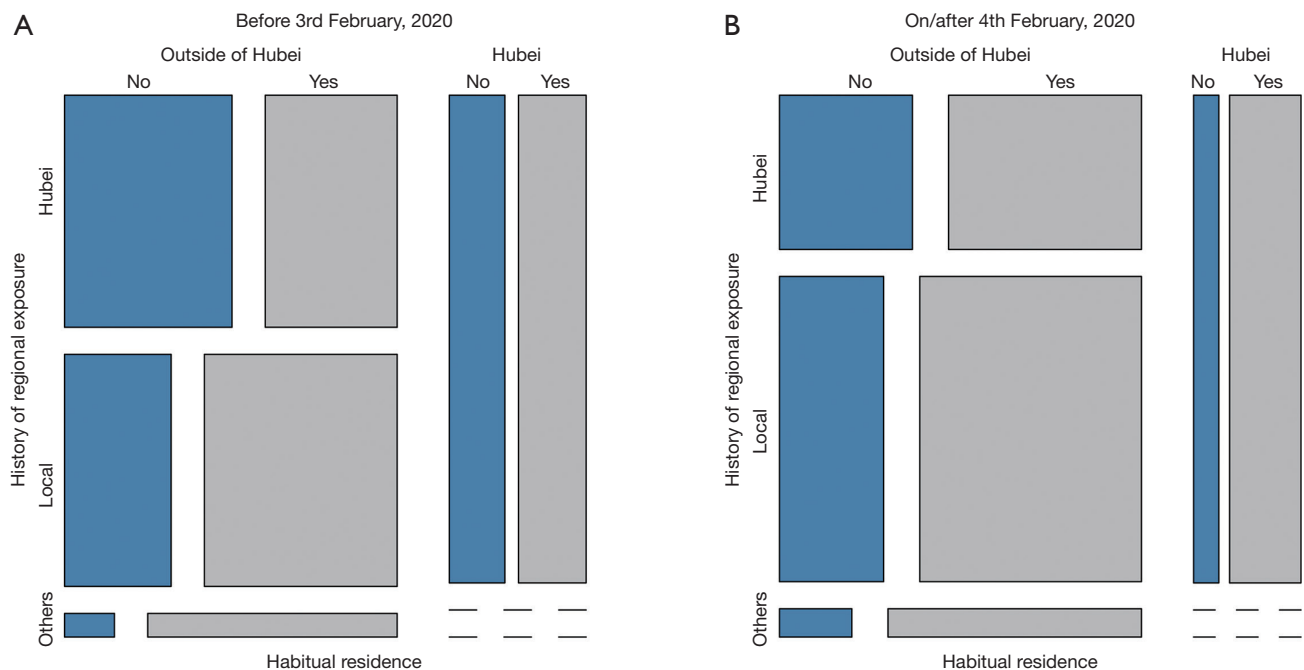 A
Before 3rd February, 2020
Outside of Hubei
Hubei
No
Yes
No
Yes
Hubei
Local
Others
History of regional exposure
Habitual residence
B
On/after 4th February, 2020
Outside of Hubei
Hubei
No
Yes
No
Yes
Hubei
Local
Others
History of regional exposure
Habitual residence